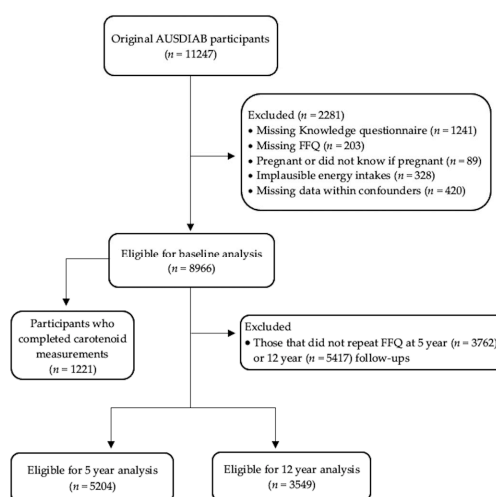 Original AUSDIAB participants
(n = 11247)
Excluded (n = 2281)
• Missing Knowledge questionnaire (n = 1241)
• Missing FFQ (n = 203)
• Pregnant or did not know if pregnant (n = 89)
• Implausible energy intakes (n = 328)
• Missing data within confounders (n = 420)
Eligible for baseline analysis
(n = 8966)
Participants who
completed carotenoid
measurements
(n = 1221)
Excluded
• Those that did not repeat FFQ at 5 year (n = 3762)
or 12 year (n = 5417) follow-ups
Eligible for 5 year analysis
(n = 5204)
Eligible for 12 year analysis
(n = 3549)